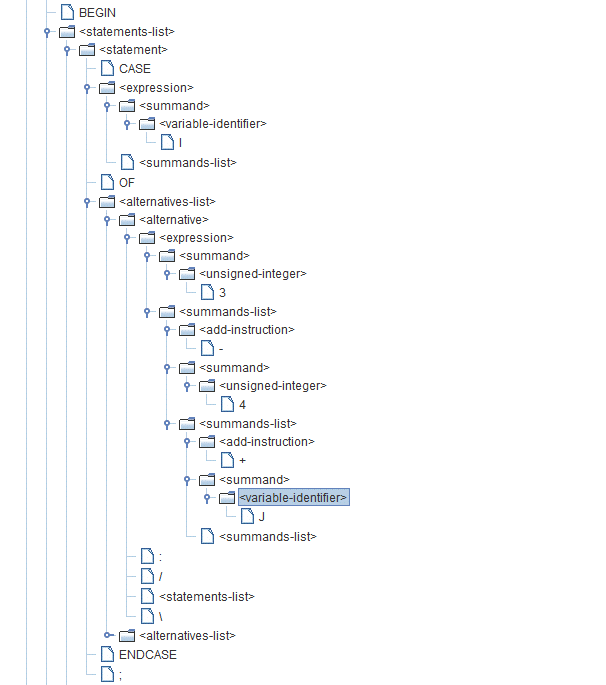 BEGIN
<statements-list>
<statement>
CASE
<expression>
<summand>
<variable-identifier>
I
<summands-list>
OF
<alternatives-list>
<alternative>
<expression>
<summand>
<unsigned-integer>
3
<summands-list>
<add-instruction>
-
<summand>
<unsigned-integer>
4
<summands-list>
<add-instruction>
+
<summand>
<variable-identifier>
J
<summands-list>
:
/
<statements-list>
\
<alternatives-list>
ENDCASE
;